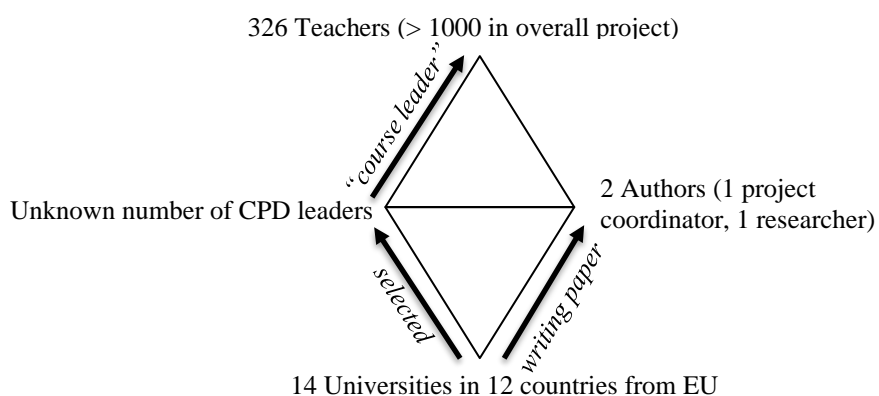 326 Teachers (> 1000 in overall project)
“course leader”
Unknown number of CPD leaders
2 Authors (1 project
coordinator, 1 researcher)
selected
writing paper
14 Universities in 12 countries from EU